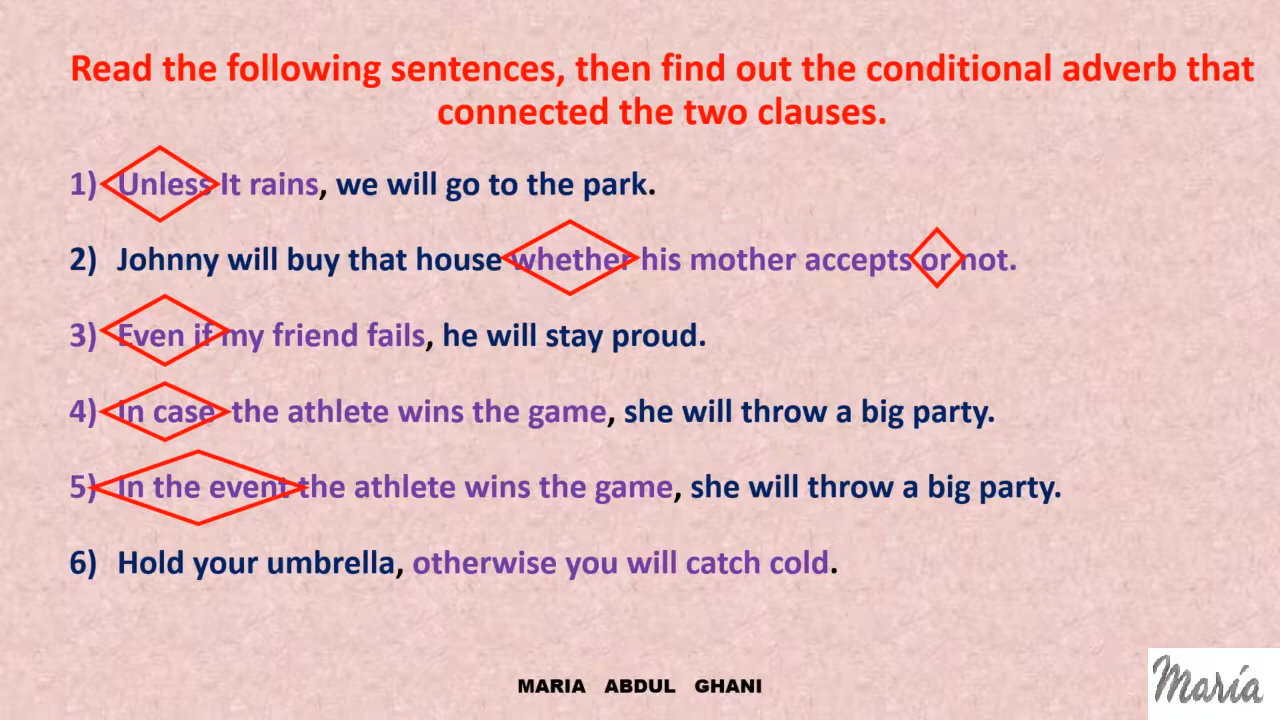 Read the following sentences, then find out the conditional adverb that
connected the two clauses.
1) Unless It rains, we will go to the park.
2) Johnny will buy that house whether his mother accepts or not.
3) Even if my friend fails, he will stay proud.
4) In case the athlete wins the game, she will throw a big party.
5) In the event the athlete wins the game, she will throw a big party.
6) Hold your umbrella, otherwise you will catch cold.
MARIA ABDUL GHANI
María